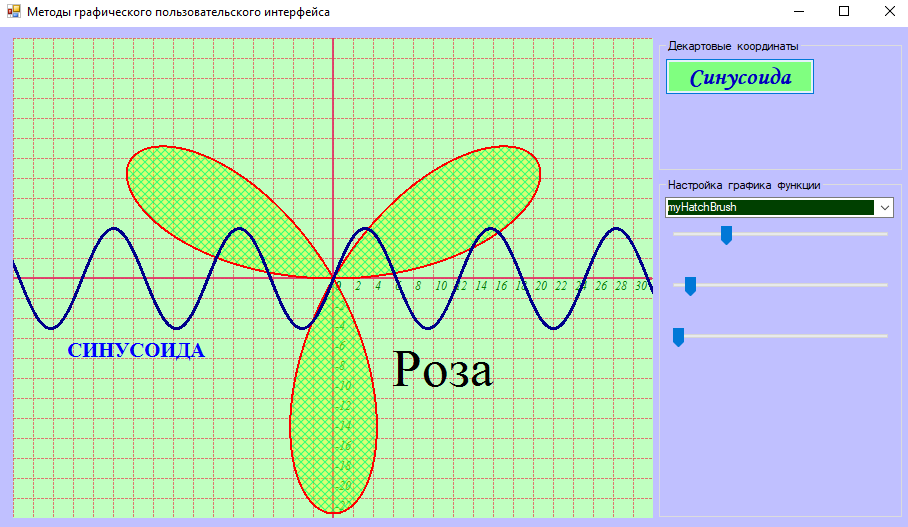 Методы графического пользовательского интерфейса
Декартовые координаты
Синусоида
Настройка графика функции
myHatchBrush
0 2 4 6 8 10 12 14 16 18 20 22 24 26 28 30
-2
-4
-6
-8
-10
-12
-14
-16
-18
-20
СИНУСОИДА
Роза